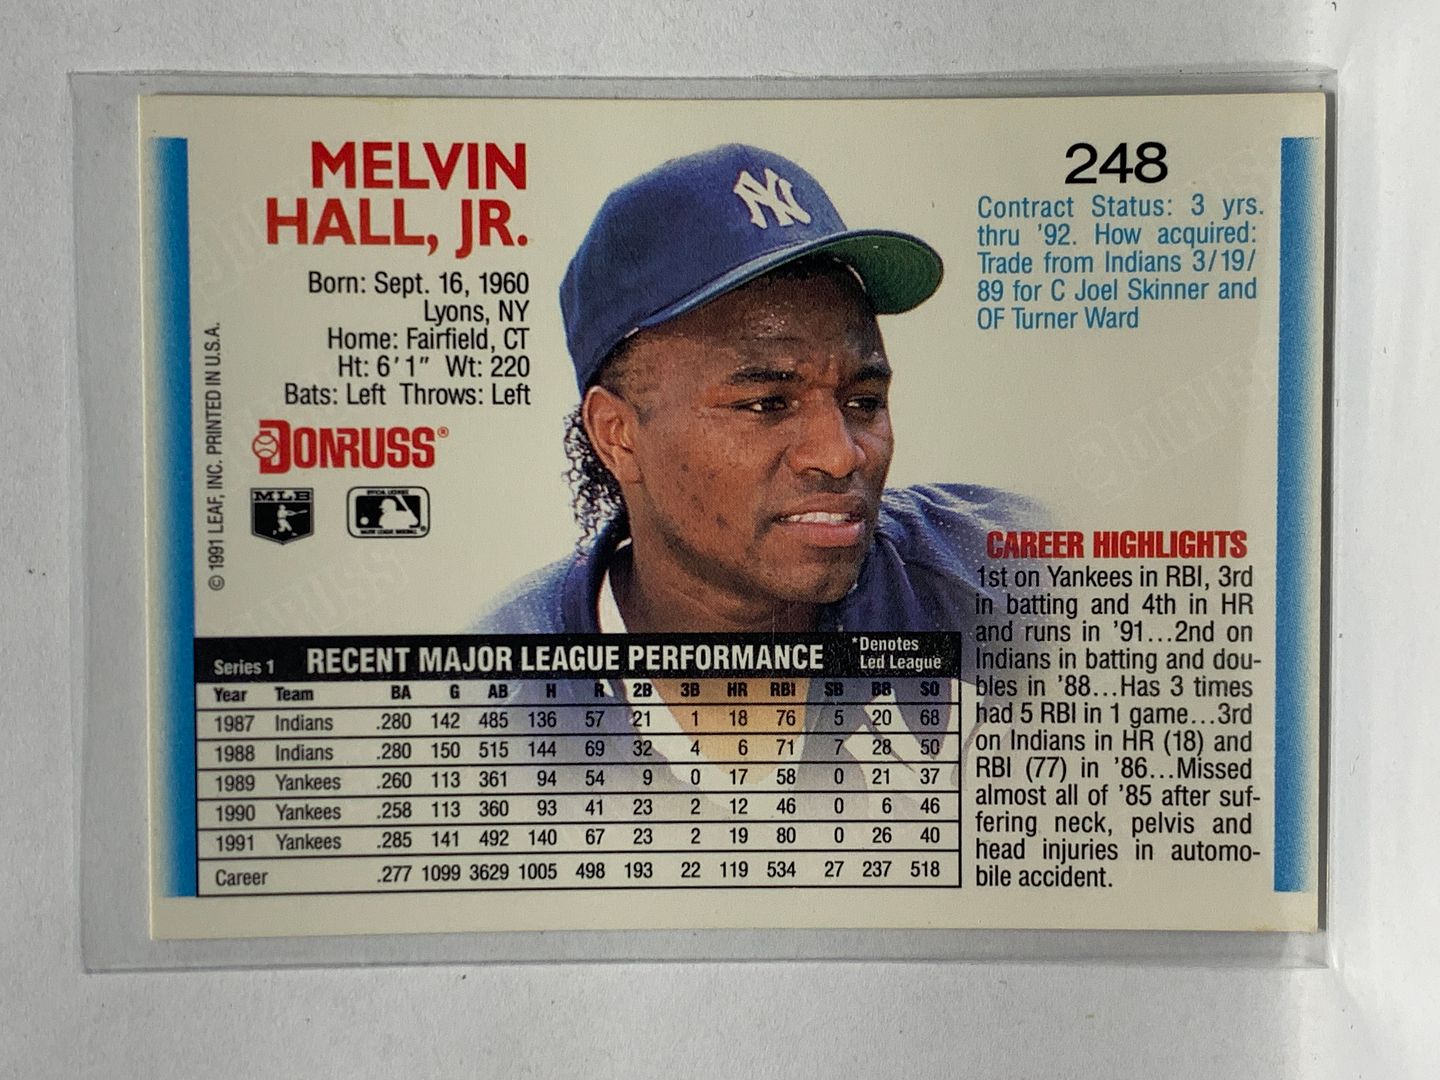 MELVIN
HALL, JR.
Born: Sept. 16, 1960
Lyons, NY
Home: Fairfield, CT
Ht: 6'1" Wt: 220
Bats: Left Throws: Left
DONRUSS®
MLB
© 1991 LEAF, INC. PRINTED IN U.S.A.
NY
248
Contract Status: 3 yrs.
thru '92. How acquired:
Trade from Indians 3/19/
89 for C Joel Skinner and
OF Turner Ward
CAREER HIGHLIGHTS
1st on Yankees in RBI, 3rd
in batting and 4th in HR
and runs in '91...2nd on
Indians in batting and dou-
bles in '88...Has 3 times
had 5 RBI in 1 game...3rd
on Indians in HR (18) and
RBI (77) in '86...Missed
almost all of '85 after suf-
fering neck, pelvis and
head injuries in automo-
bile accident.
Series 1 RECENT MAJOR LEAGUE PERFORMANCE
*Denotes
Led League
Year Team BA G AB H R 2B 3B HR RBI SB BB SO
1987 Indians .280 142 485 136 57 21 1 18 76 5 20 68
1988 Indians .280 150 515 144 69 32 4 6 71 7 28 50
1989 Yankees .260 113 361 94 54 9 0 17 58 0 21 37
1990 Yankees .258 113 360 93 41 23 2 12 46 0 6 46
1991 Yankees .285 141 492 140 67 23 2 19 80 0 26 40
Career .277 1099 3629 1005 498 193 22 119 534 27 237 518